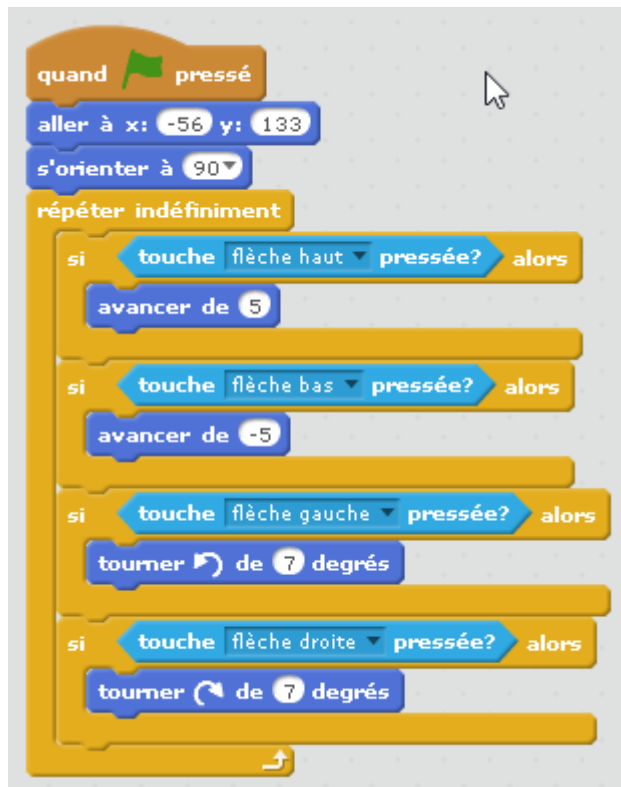 quand pressé
aller à x: -56 y: 133
s'orienter à 90
répéter indéfiniment
si touche flèche haut pressée? alors
avancer de 5
si touche flèche bas pressée? alors
avancer de -5
si touche flèche gauche pressée? alors
tourner de 7 degrés
si touche flèche droite pressée? alors
tourner de 7 degrés